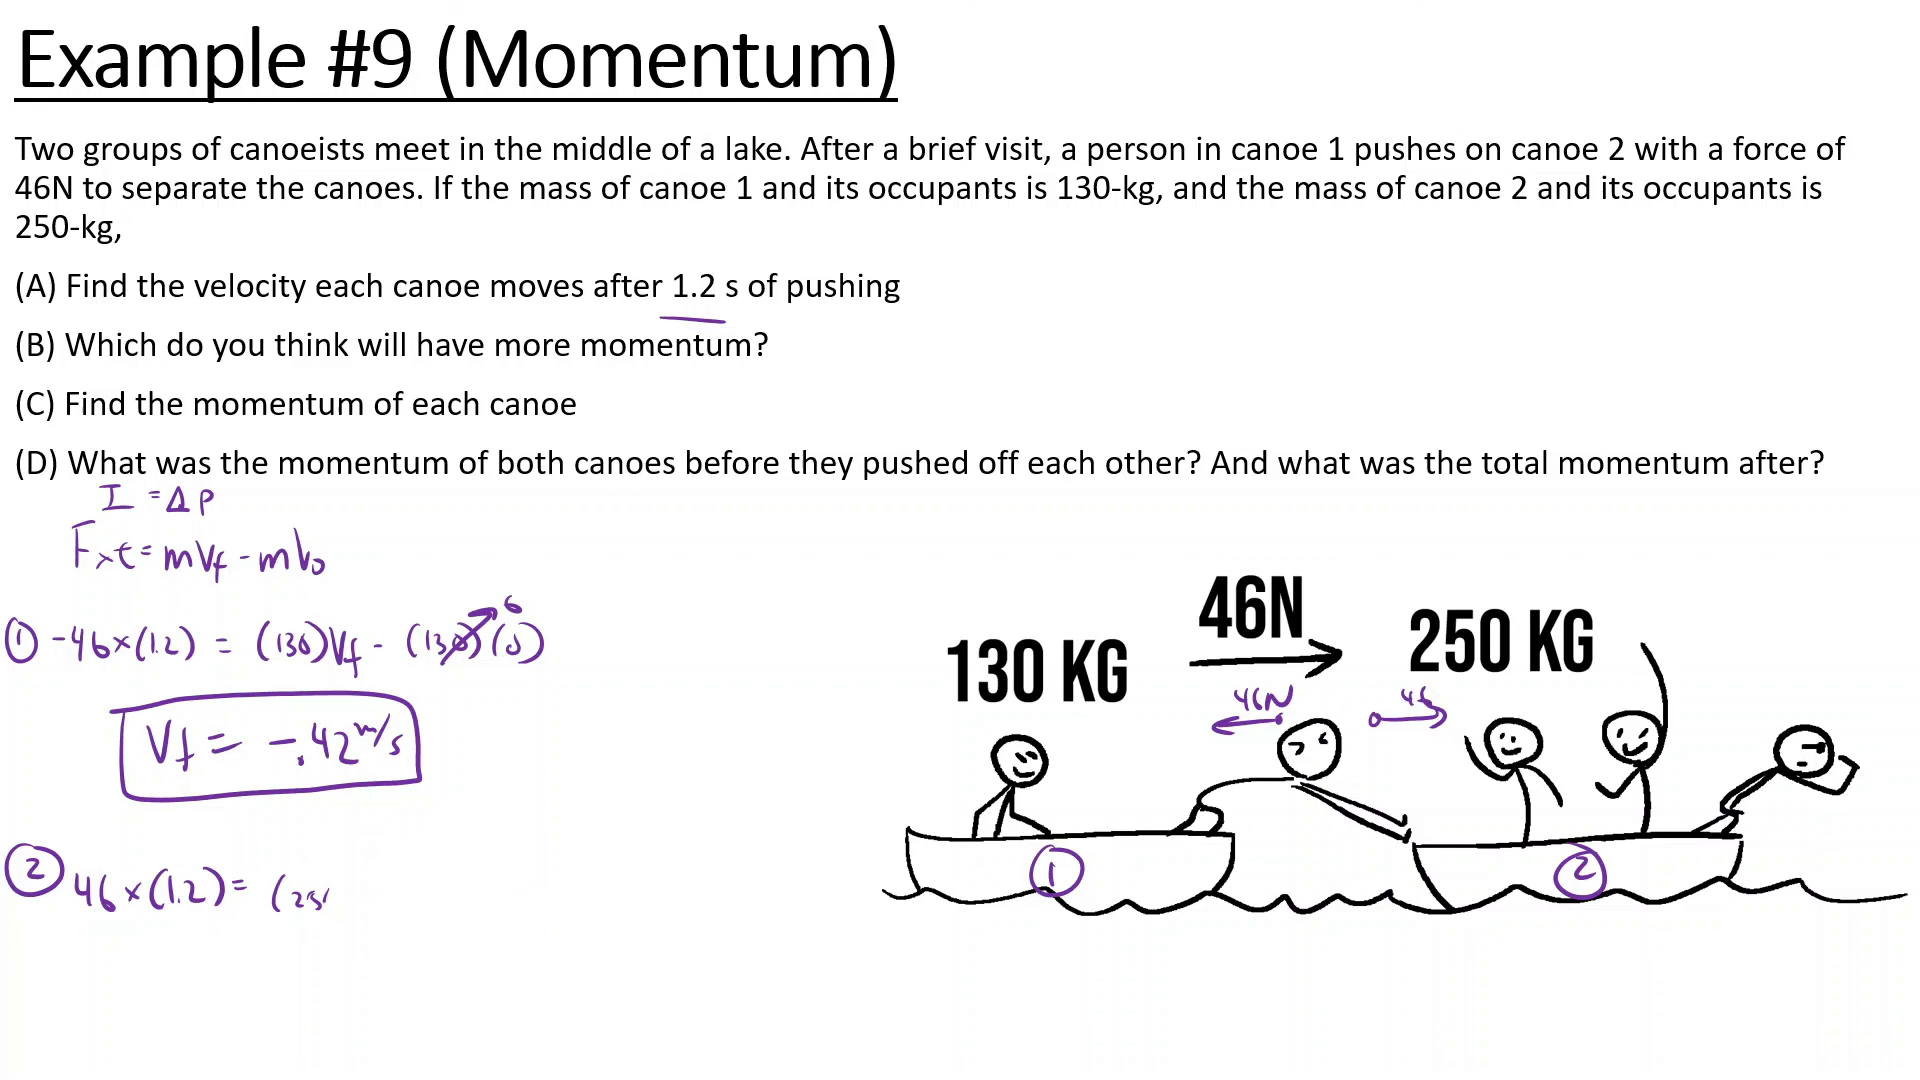 Example #9 (Momentum)
Two groups of canoeists meet in the middle of a lake. After a brief visit, a person in canoe 1 pushes on canoe 2 with a force of
46N to separate the canoes. If the mass of canoe 1 and its occupants is 130-kg, and the mass of canoe 2 and its occupants is
250-kg,
(A) Find the velocity each canoe moves after 1.2 s of pushing
(B) Which do you think will have more momentum?
(C) Find the momentum of each canoe
(D) What was the momentum of both canoes before they pushed off each other? And what was the total momentum after?
I = Δp
F×t = mVf - mVo
① -46×(1.2) = (130)Vf - (130)(0)
Vf = -.42 m/s
② 46×(1.2) = (25
130 KG
46N
250 KG
46N
46
①
②